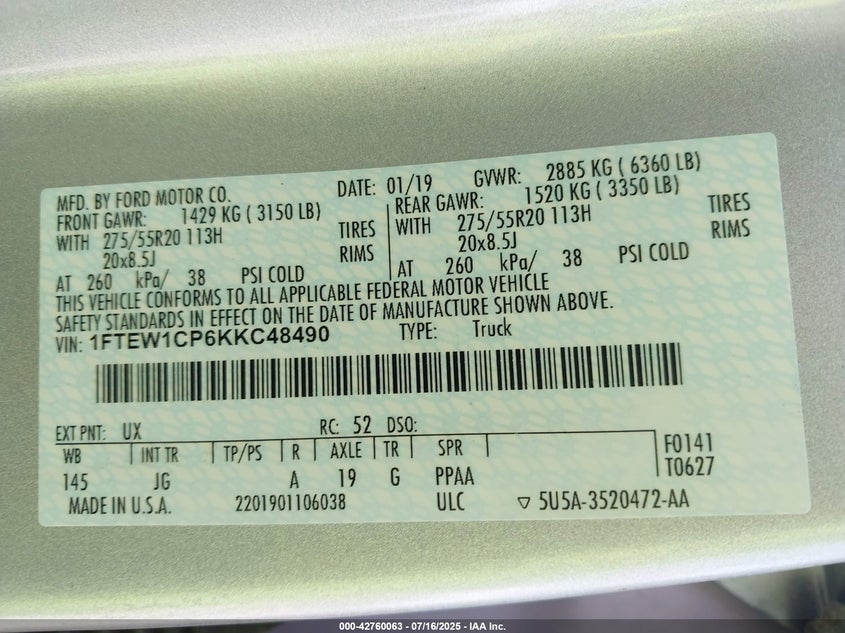 MFD. BY FORD MOTOR CO. DATE: 01/19 GVWR: 2885 KG ( 6360 LB)
FRONT GAWR: 1429 KG ( 3150 LB) REAR GAWR: 1520 KG ( 3350 LB)
WITH 275/55R20 113H TIRES WITH 275/55R20 113H TIRES
20x8.5J RIMS 20x8.5J RIMS
AT 260 kPa/ 38 PSI COLD AT 260 kPa/ 38 PSI COLD
THIS VEHICLE CONFORMS TO ALL APPLICABLE FEDERAL MOTOR VEHICLE
SAFETY STANDARDS IN EFFECT ON THE DATE OF MANUFACTURE SHOWN ABOVE.
VIN: 1FTEW1CP6KKC48490 TYPE: Truck
EXT PNT: UX RC: 52 DSO:
WB INT TR TP/PS R AXLE TR SPR F0141
145 JG A 19 G PPAA T0627
MADE IN U.S.A. 2201901106038 ULC ▽ 5U5A-3520472-AA
000-42760063 - 07/16/2025 - IAA Inc.